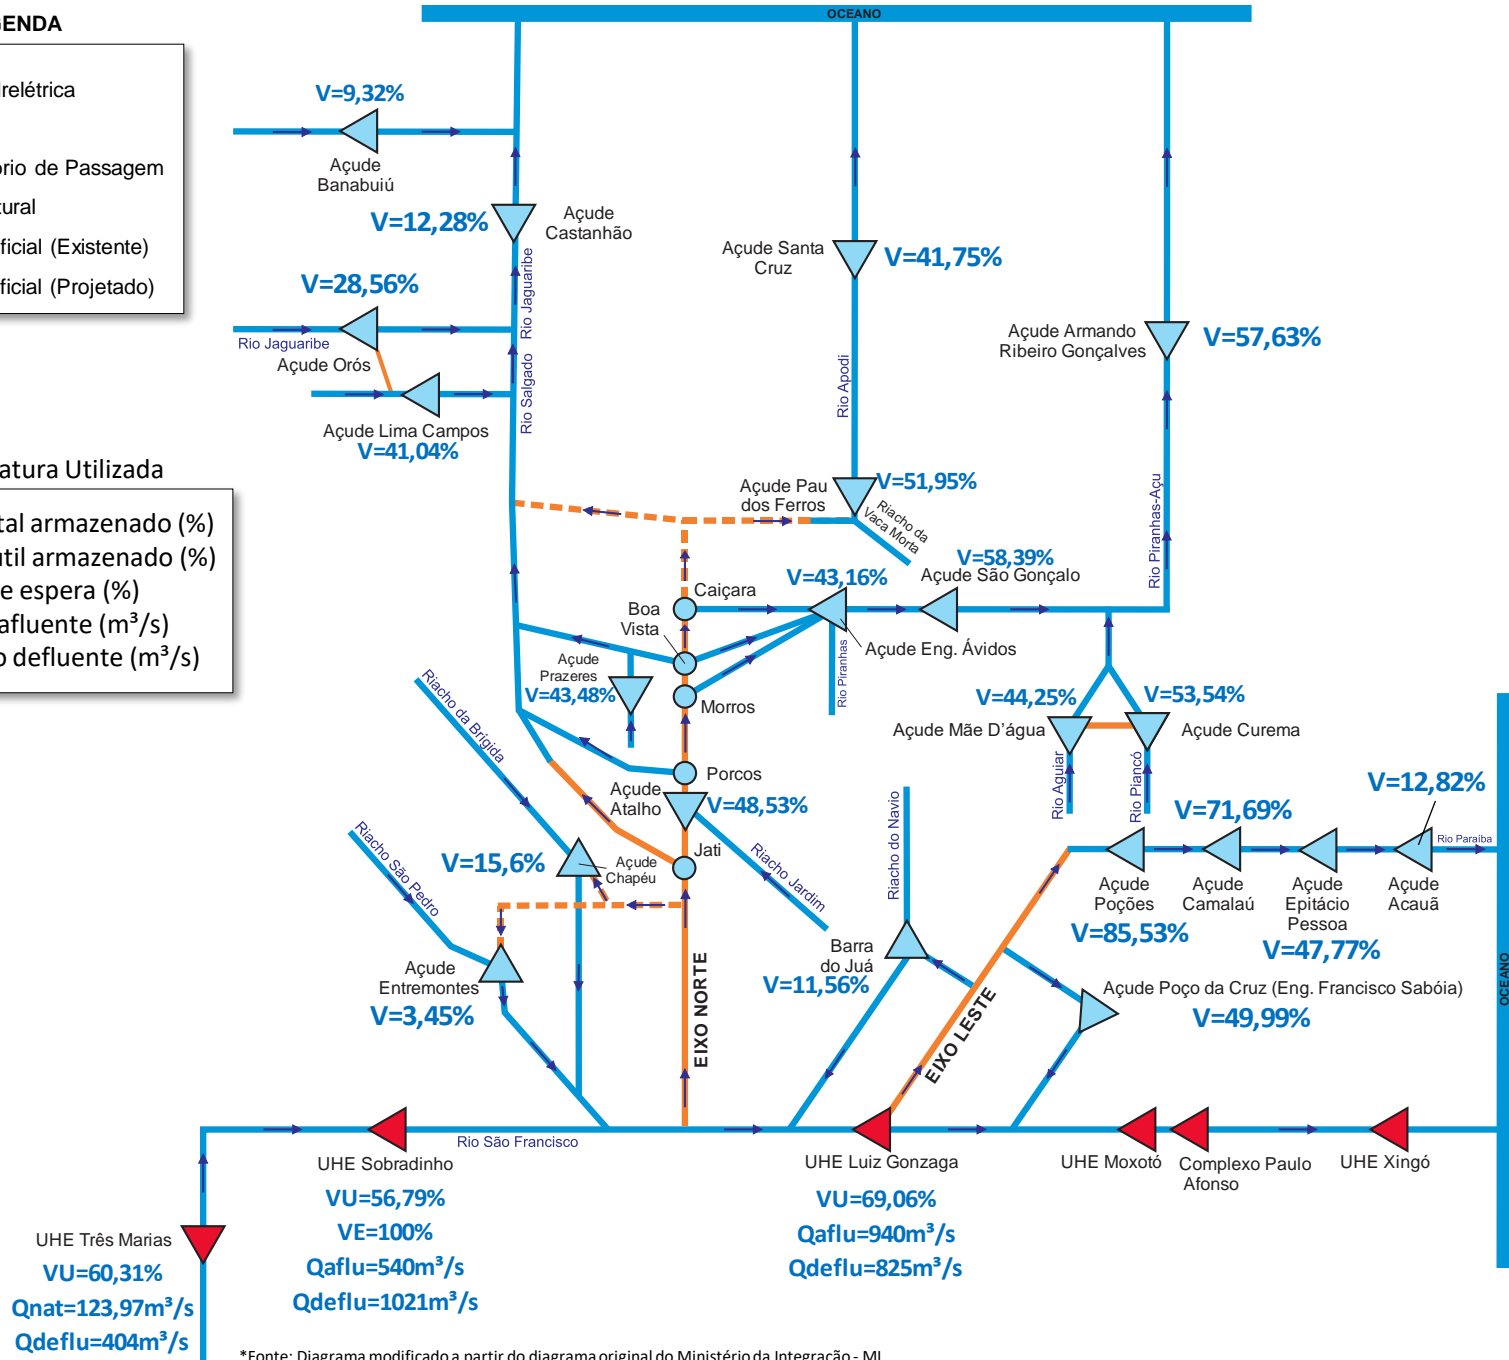 OCEANO
GENDA
drelétrica
ório de Passagem
tural
ificial (Existente)
ificial (Projetado)
V=9,32%
Açude
Banabuiú
V=12,28%
Açude
Castanhão
V=28,56%
Rio Jaguaribe
Açude Orós
Rio Jaguaribe
Rio Salgado
Açude Lima Campos
V=41,04%
Açude Santa
Cruz
V=41,75%
Rio Apodi
Açude Armando
Ribeiro Gonçalves
V=57,63%
Rio Piranhas-Açu
atura Utilizada
tal armazenado (%)
útil armazenado (%)
e espera (%)
afluente (m³/s)
o defluente (m³/s)
Açude Pau
dos Ferros
V=51,95%
Riacho da
Vaca Morta
V=58,39%
Açude São Gonçalo
V=43,16%
Açude Eng. Ávidos
Rio Piranhas
Caiçara
Boa
Vista
Morros
Açude
Prazeres
V=43,48%
Porcos
Açude
Atalho
V=48,53%
Jati
Riacho Jardim
Riacho da Brígida
Riacho São Pedro
V=15,6%
Açude
Chapéu
Açude
Entremontes
V=3,45%
EIXO NORTE
V=44,25%
V=53,54%
Açude Mãe D'água
Açude Curema
Rio Aguiar
Rio Piancó
V=12,82%
V=71,69%
Rio Paraíba
Açude
Poções
V=85,53%
Açude
Camalaú
Açude
Epitácio
Pessoa
V=47,77%
Açude
Acauã
Riacho do Navio
Barra
do Juá
V=11,56%
EIXO LESTE
Açude Poço da Cruz (Eng. Francisco Sabóia)
V=49,99%
OCEANO
Rio São Francisco
UHE Sobradinho
VU=56,79%
VE=100%
Qaflu=540m³/s
Qdeflu=1021m³/s
UHE Luiz Gonzaga
VU=69,06%
Qaflu=940m³/s
Qdeflu=825m³/s
UHE Moxotó
Complexo Paulo
Afonso
UHE Xingó
UHE Três Marias
VU=60,31%
Qnat=123,97m³/s
Qdeflu=404m³/s
*Fonte: Diagrama modificado a partir do diagrama original do Ministério da Integração - MI